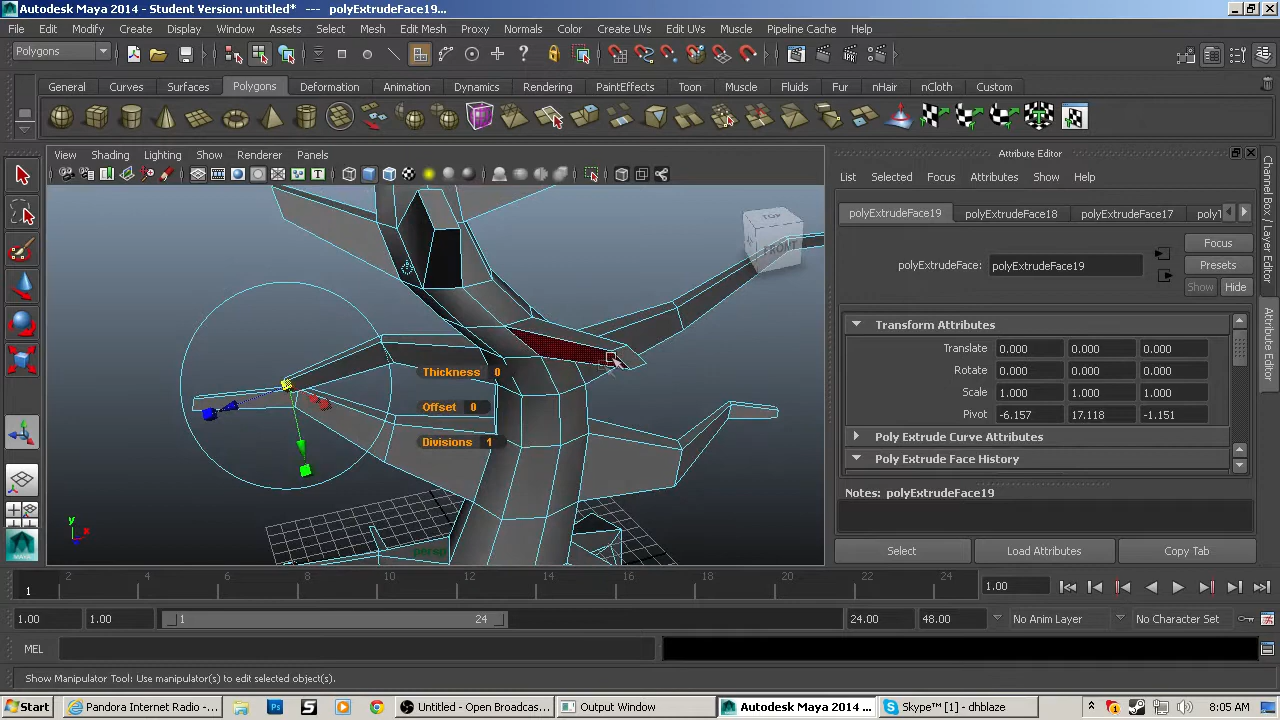 Autodesk Maya 2014 - Student Version: untitled* --- polyExtrudeFace19...
File Edit Modify Create Display Window Assets Select Mesh Edit Mesh Proxy Normals Color Create UVs Edit UVs Muscle Pipeline Cache Help
Polygons
General Curves Surfaces Polygons Deformation Animation Dynamics Rendering PaintEffects Toon Muscle Fluids Fur nHair nCloth Custom
View Shading Lighting Show Renderer Panels
Attribute Editor
List Selected Focus Attributes Show Help
polyExtrudeFace19 polyExtrudeFace18 polyExtrudeFace17 poly1
TOP
FRONT
Focus
polyExtrudeFace: polyExtrudeFace19
Presets
Show Hide
Transform Attributes
Translate 0.000 0.000 0.000
Rotate 0.000 0.000 0.000
Scale 1.000 1.000 1.000
Pivot -6.157 17.118 -1.151
Poly Extrude Curve Attributes
Poly Extrude Face History
Thickness 0
Offset 0
Divisions 1
Notes: polyExtrudeFace19
Select Load Attributes Copy Tab
Channel Box / Layer Editor
Attribute Editor
y
x
z
persp
1 2 4 6 8 10 12 14 16 18 20 22 24
1.00
1.00 1.00 1 24 24.00 48.00 No Anim Layer No Character Set
MEL
Show Manipulator Tool: Use manipulator(s) to edit selected object(s).
Start Pandora Internet Radio -... Untitled - Open Broadcas... Output Window Autodesk Maya 2014 ... Skype™ [1] - dhblaze 8:05 AM